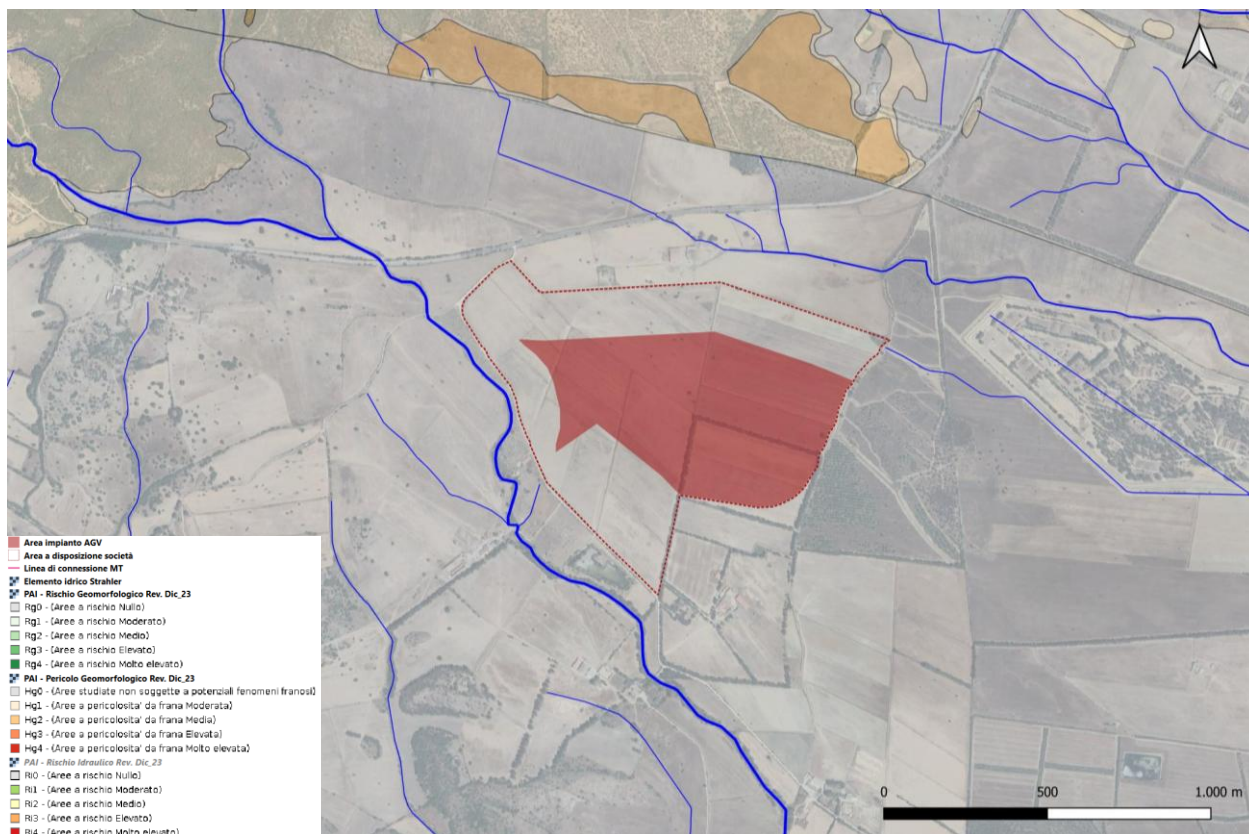 Area impianto AGV
Area a disposizione società
Linea di connessione MT
Elemento idrico Strahler
PAI - Rischio Geomorfologico Rev. Dic_23
Rg0 - (Aree a rischio Nullo)
Rg1 - (Aree a rischio Moderato)
Rg2 - (Aree a rischio Medio)
Rg3 - (Aree a rischio Elevato)
Rg4 - (Aree a rischio Molto elevato)
PAI - Pericolo Geomorfologico Rev. Dic_23
Hg0 - (Aree studiate non soggette a potenziali fenomeni franosi)
Hg1 - (Aree a pericolosita' da frana Moderata)
Hg2 - (Aree a pericolosita' da frana Media)
Hg3 - (Aree a pericolosita' da frana Elevata)
Hg4 - (Aree a pericolosita' da frana Molto elevata)
PAI - Rischio Idraulico Rev. Dic_23
Ri0 - (Aree a rischio Nullo)
Ri1 - (Aree a rischio Moderato)
Ri2 - (Aree a rischio Medio)
Ri3 - (Aree a rischio Elevato)
Ri4 - (Aree a rischio Molto elevato)
0 500 1.000 m